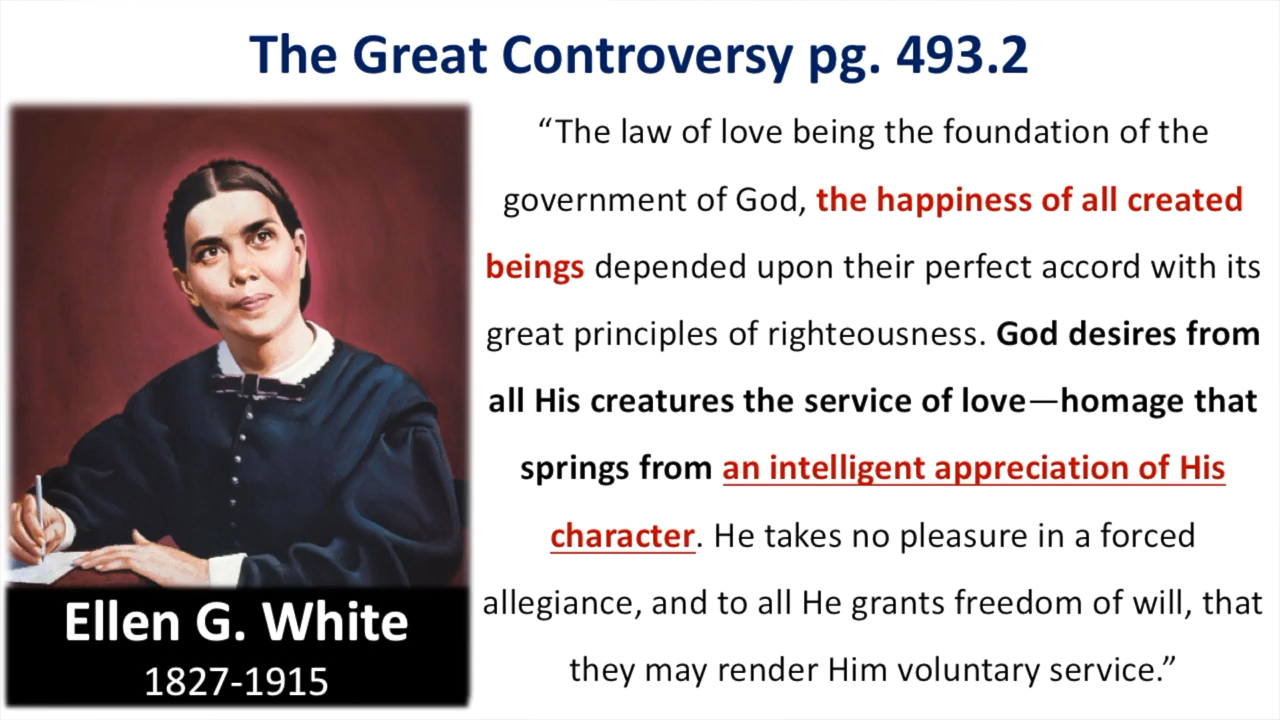 The Great Controversy pg. 493.2
“The law of love being the foundation of the
government of God, the happiness of all created
beings depended upon their perfect accord with its
great principles of righteousness. God desires from
all His creatures the service of love—homage that
springs from an intelligent appreciation of His
character. He takes no pleasure in a forced
allegiance, and to all He grants freedom of will, that
they may render Him voluntary service.”
Ellen G. White
1827-1915